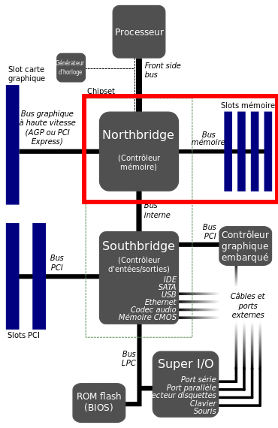 Processeur
Générateur
d'horloge
Front side
bus
Slot carte
graphique
Chipset
Bus graphique
à haute vitesse
(AGP ou PCI
Express)
Northbridge
(Contrôleur
mémoire)
Bus
mémoire
Slots mémoire
Bus
interne
Southbridge
(Contrôleur
d'entées/sorties)
Bus
PCI
Contrôleur
graphique
embarqué
Bus
PCI
IDE
SATA
USB
Ethernet
Codec audio
Mémoire CMOS
Câbles et
ports
externes
Slots PCI
Bus
LPC
Super I/O
Port série
Port parallèle
ecteur disquettes
Clavier
Souris
ROM flash
(BIOS)